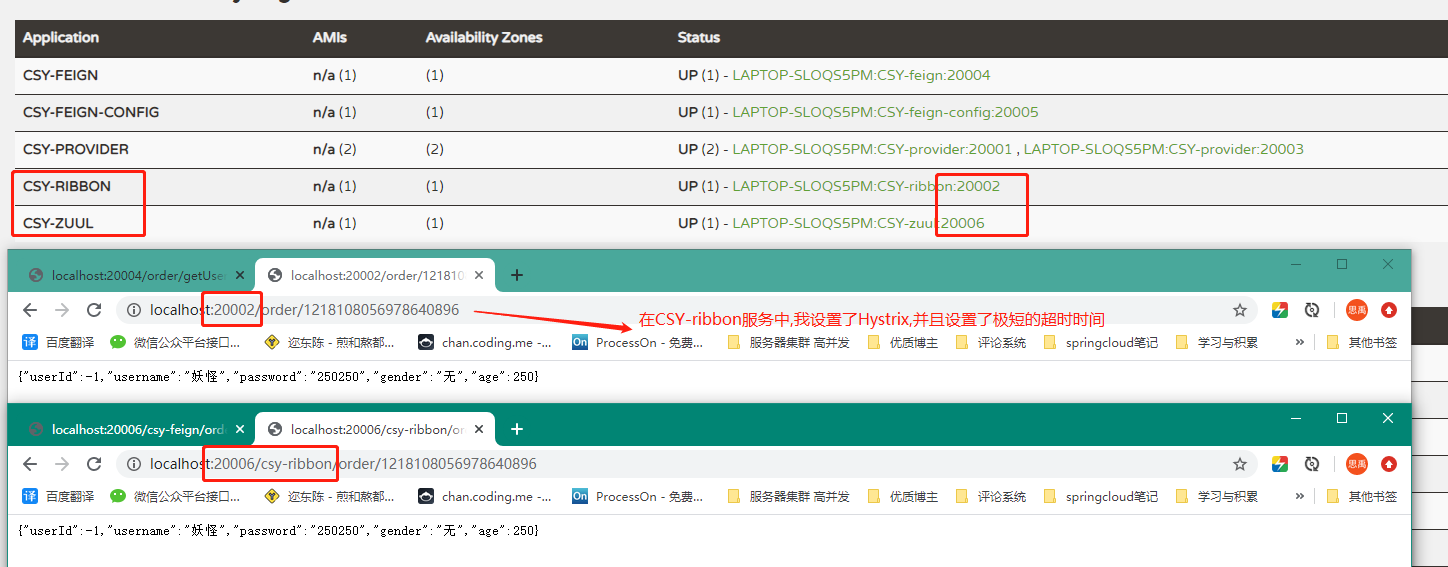 Application AMIs Availability Zones Status
CSY-FEIGN n/a (1) (1) UP (1) - LAPTOP-SLOQS5PM:CSY-feign:20004
CSY-FEIGN-CONFIG n/a (1) (1) UP (1) - LAPTOP-SLOQS5PM:CSY-feign-config:20005
CSY-PROVIDER n/a (2) (2) UP (2) - LAPTOP-SLOQS5PM:CSY-provider:20001 , LAPTOP-SLOQS5PM:CSY-provider:20003
CSY-RIBBON n/a (1) (1) UP (1) - LAPTOP-SLOQS5PM:CSY-ribbon:20002
CSY-ZUUL n/a (1) (1) UP (1) - LAPTOP-SLOQS5PM:CSY-zuul:20006
localhost:20004/order/getUse localhost:20002/order/121810
localhost:20002/order/1218108056978640896 思禹
在CSY-ribbon服务中,我设置了Hystrix,并且设置了极短的超时时间
译 百度翻译 微信公众平台接口... 迩东陈 - 煎和熬都... chan.coding.me -... On ProcessOn - 免费... 服务器集群 高并发 优质博主 评论系统 springcloud笔记 学习与积累 » 其他书签
{"userId":-1,"username":"妖怪","password":"250250","gender":"无","age":250}
localhost:20006/csy-feign/ord localhost:20006/csy-ribbon/or
localhost:20006/csy-ribbon/order/1218108056978640896 思禹
译 百度翻译 微信公众平台接口... 迩东陈 - 煎和熬都... chan.coding.me -... On ProcessOn - 免费... 服务器集群 高并发 优质博主 评论系统 springcloud笔记 学习与积累 » 其他书签
{"userId":-1,"username":"妖怪","password":"250250","gender":"无","age":250}